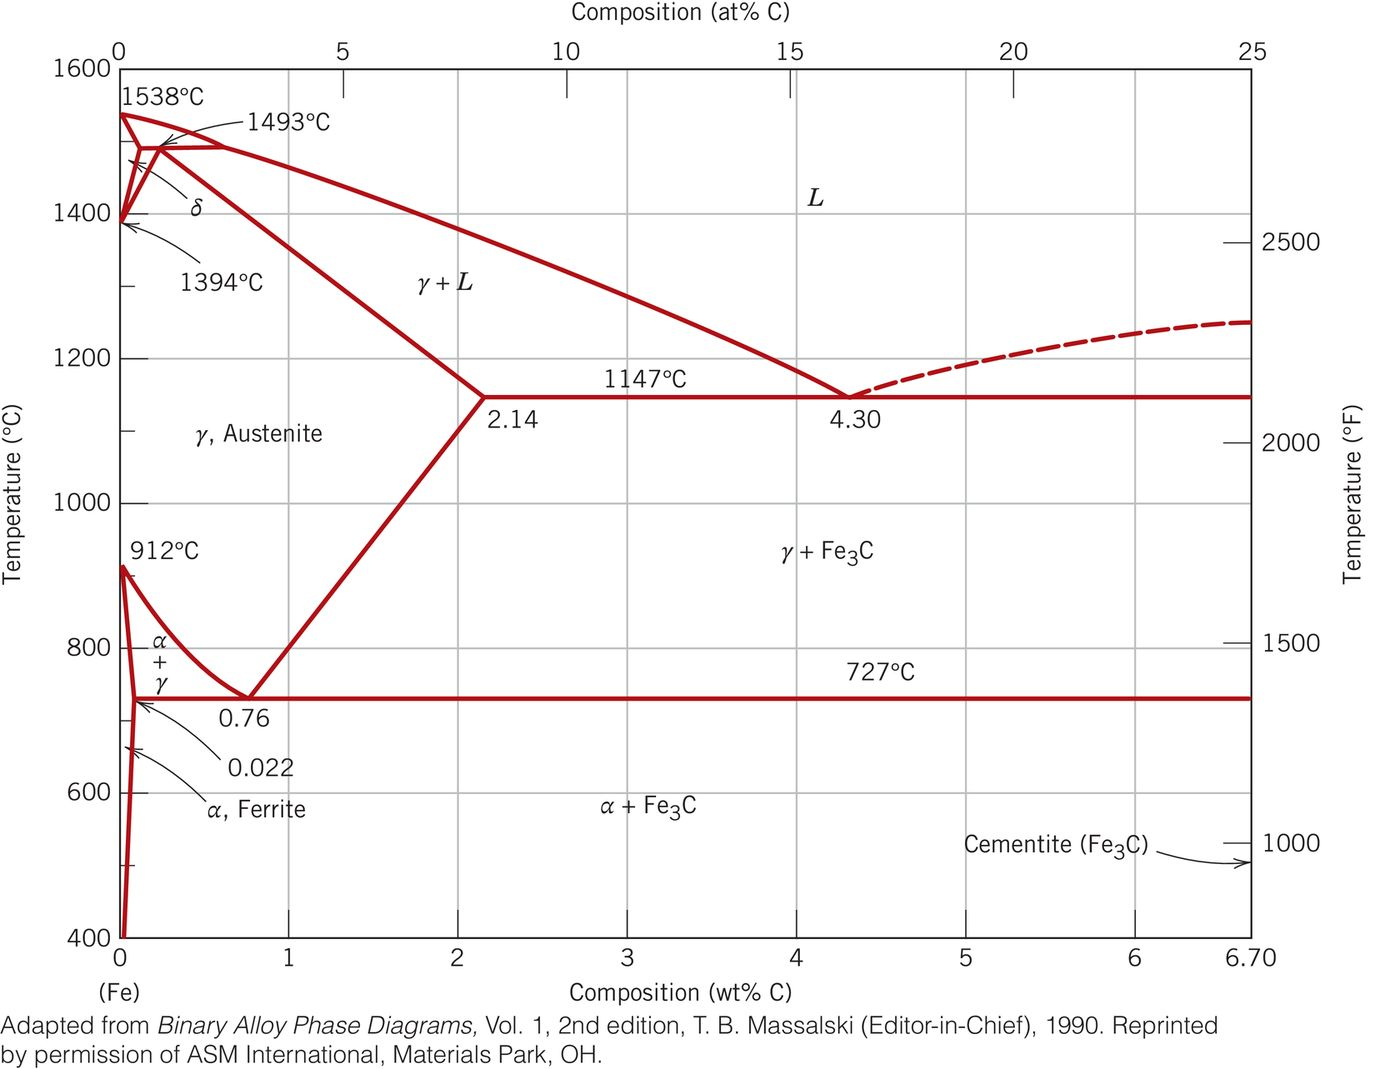 Composition (at% C)
0 5 10 15 20 25
1600
1538°C
1493°C
L
δ
1400
2500
1394°C
γ + L
1200
1147°C
2.14
4.30
γ, Austenite
2000
Temperature (°C)
Temperature (°F)
1000
912°C
γ + Fe₃C
α
+
γ
800
1500
727°C
0.76
0.022
600
α, Ferrite
α + Fe₃C
Cementite (Fe₃C)
1000
400
0 1 2 3 4 5 6 6.70
(Fe)
Composition (wt% C)
Adapted from Binary Alloy Phase Diagrams, Vol. 1, 2nd edition, T. B. Massalski (Editor-in-Chief), 1990. Reprinted
by permission of ASM International, Materials Park, OH.